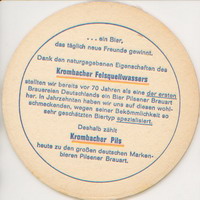 ... ein Bier,
das täglich neue Freunde gewinnt.
Dank den naturgegebenen Eigenschaften des
Krombacher Felsquellwassers
stellten wir bereits vor 70 Jahren als eine der ersten
Brauereien Deutschlands ein Bier Pilsener Brauart
her. In Jahrzehnten haben wir uns auf diesen wohl-
schmeckenden, wegen seiner Bekömmlichkeit so
sehr geschätzten Biertyp spezialisiert.
Deshalb zählt
Krombacher Pils
heute zu den großen deutschen Marken-
bieren Pilsener Brauart.